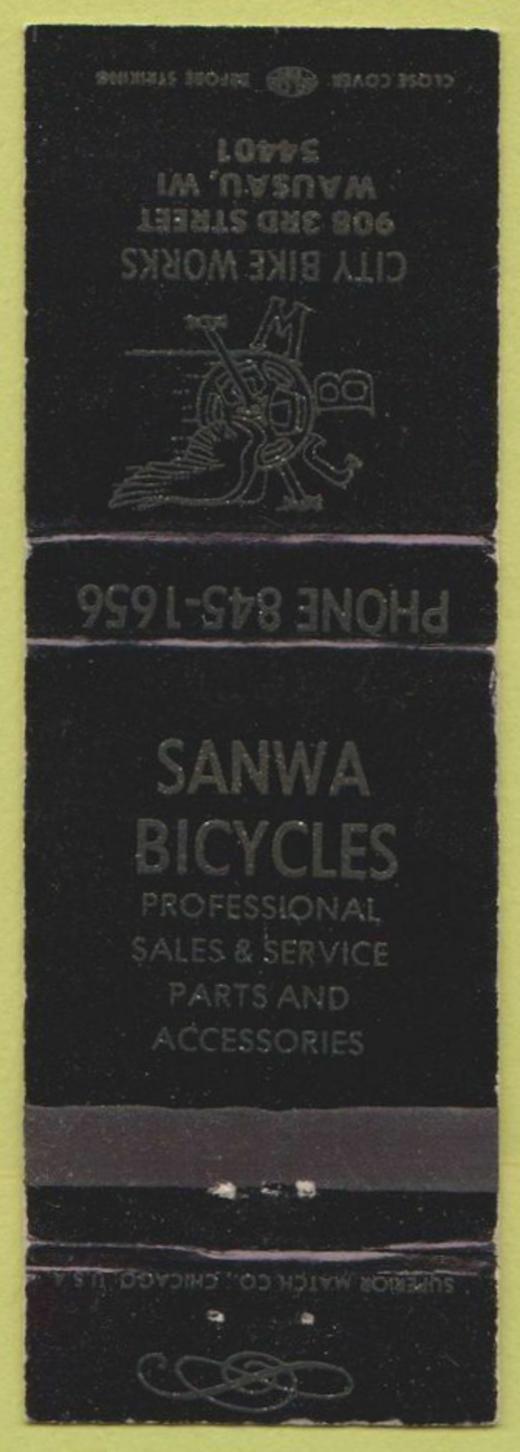 CLOSE COVER BEFORE STRIKING
54401
WAUSAU, WI
908 3RD STREET
CITY BIKE WORKS
C B W
PHONE 845-1656
SANWA
BICYCLES
PROFESSIONAL
SALES & SERVICE
PARTS AND
ACCESSORIES
SUPERIOR MATCH CO., CHICAGO, U.S.A.